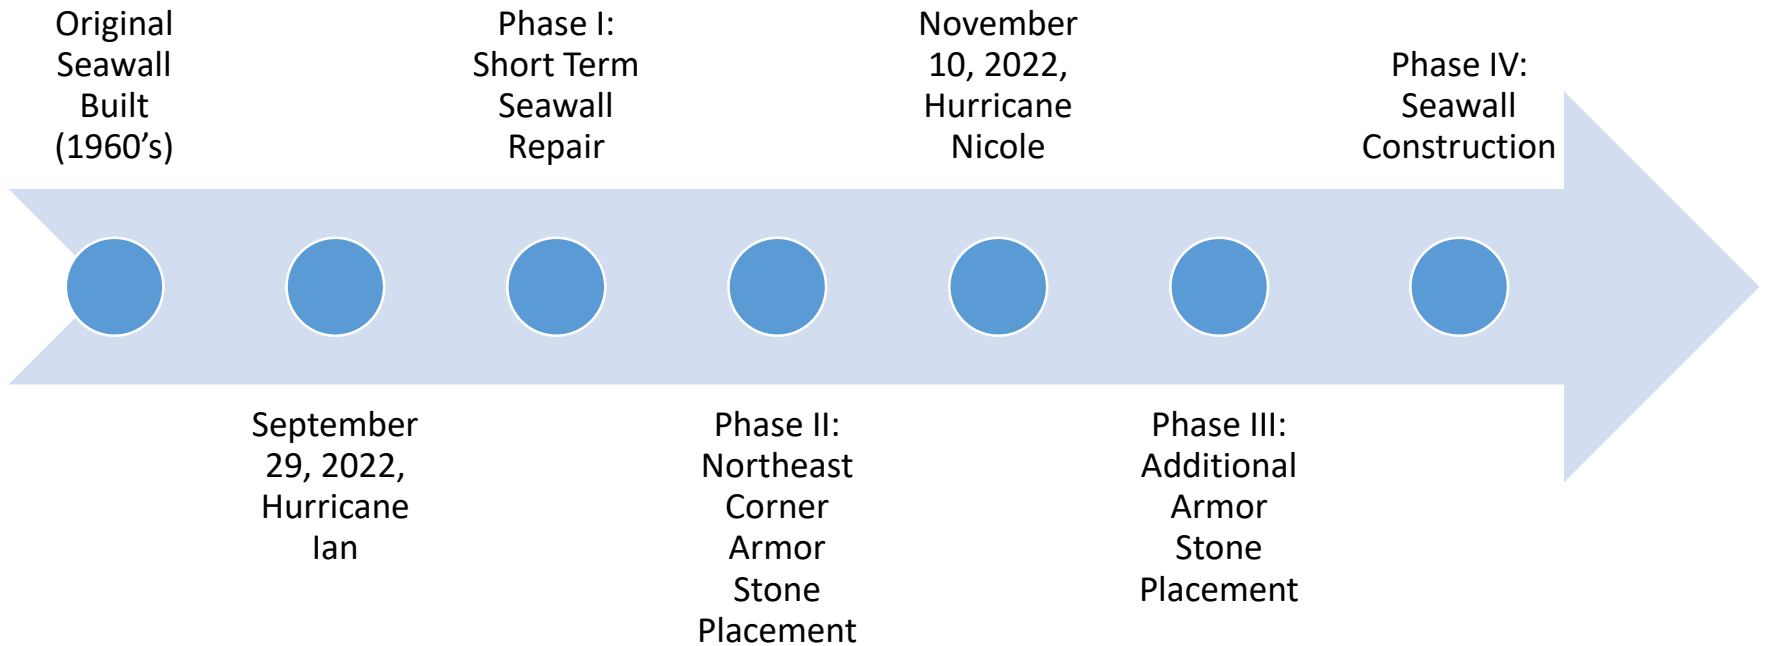 Original
Seawall
Built
(1960’s)
September
29, 2022,
Hurricane
Ian
Phase I:
Short Term
Seawall
Repair
Phase II:
Northeast
Corner
Armor
Stone
Placement
November
10, 2022,
Hurricane
Nicole
Phase III:
Additional
Armor
Stone
Placement
Phase IV:
Seawall
Construction